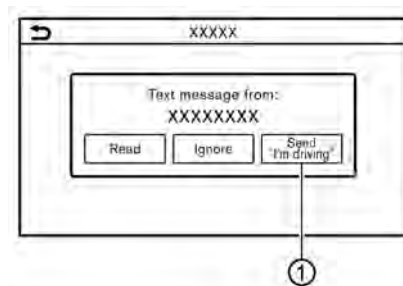 XXXXX
Text message from:
XXXXXXXX
Read
Ignore
Send
"I'm driving"
1